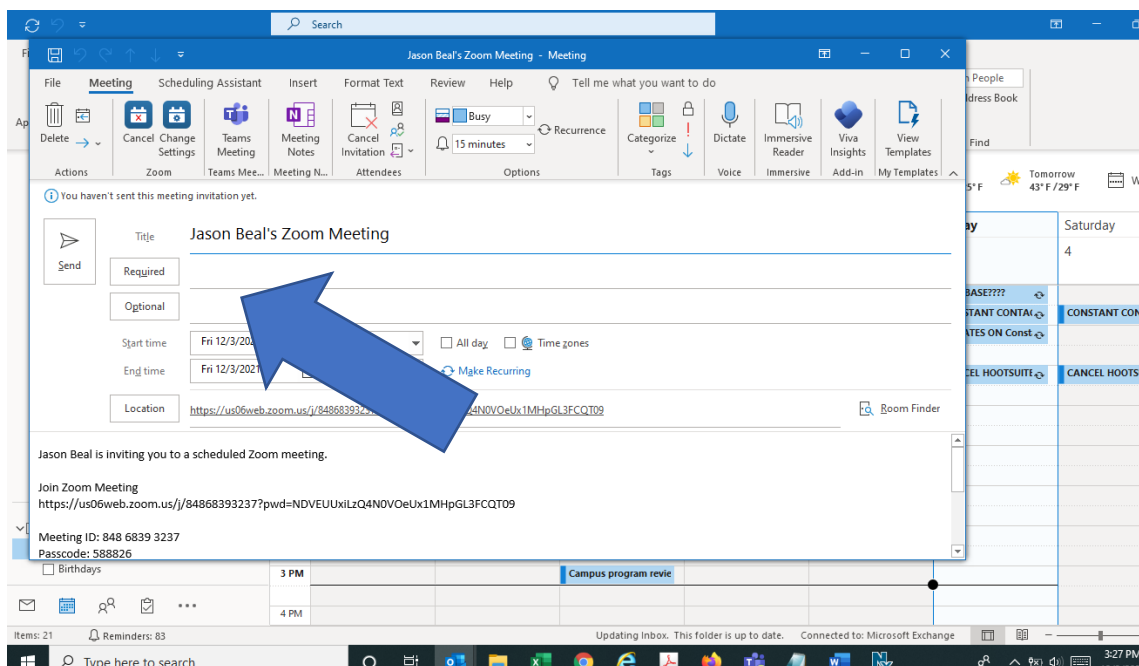 Search
Jason Beal's Zoom Meeting - Meeting
File Meeting Scheduling Assistant Insert Format Text Review Help Tell me what you want to do
People
Address Book
Find
Delete
Cancel
Change Settings
Teams Meeting
Meeting Notes
Cancel Invitation
Busy
15 minutes
Recurrence
Categorize
Dictate
Immersive Reader
Viva Insights
View Templates
Actions Zoom Teams Mee... Meeting N... Attendees Options Tags Voice Immersive Add-in My Templates
You haven't sent this meeting invitation yet.
Tomorrow
43°F/29°F
Send
Title Jason Beal's Zoom Meeting
Required
Optional
Start time Fri 12/3/202 All day Time zones
End time Fri 12/3/2021 Make Recurring
Location https://us06web.zoom.us/j/8486839323 Q4N0VOeUx1MHpGL3FCQT09 Room Finder
Jason Beal is inviting you to a scheduled Zoom meeting.
Join Zoom Meeting
https://us06web.zoom.us/j/84868393237?pwd=NDVEUUxiLzQ4N0VOeUx1MHpGL3FCQT09
Meeting ID: 848 6839 3237
Passcode: 588826
Saturday
4
BASE????
STANT CONTAC CONSTANT CON
ATES ON Const
CEL HOOTSUITE CANCEL HOOTS
Birthdays
3 PM Campus program revie
4 PM
Items: 21 Reminders: 83 Updating Inbox. This folder is up to date. Connected to: Microsoft Exchange
Type here to search
3:27 PM